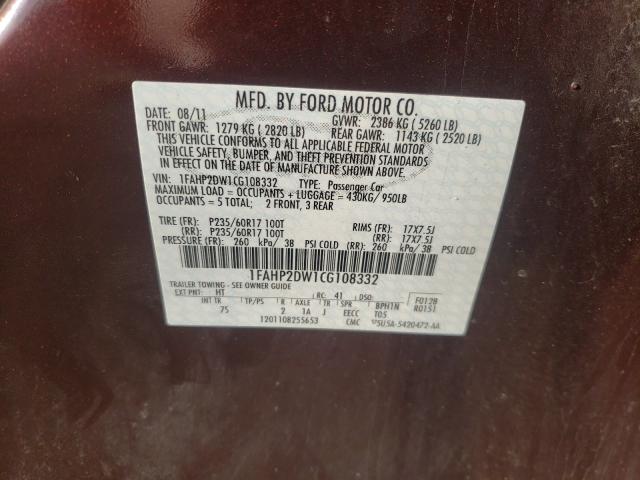 MFD. BY FORD MOTOR CO.
DATE: 08/11 GVWR: 2386 KG ( 5260 LB)
FRONT GAWR: 1279 KG ( 2820 LB) REAR GAWR: 1143 KG ( 2520 LB)
THIS VEHICLE CONFORMS TO ALL APPLICABLE FEDERAL MOTOR
VEHICLE SAFETY, BUMPER, AND THEFT PREVENTION STANDARDS
IN EFFECT ON THE DATE OF MANUFACTURE SHOWN ABOVE.
VIN: 1FAHP2DW1CG108332 TYPE: Passenger Car
MAXIMUM LOAD = OCCUPANTS + LUGGAGE = 430KG/ 950LB
OCCUPANTS = 5 TOTAL; 2 FRONT, 3 REAR
TIRE (FR): P235/60R17 100T RIMS (FR): 17X7.5J
(RR): P235/60R17 100T (RR): 17X7.5J
PRESSURE (FR): 260 kPa/ 38 PSI COLD (RR): 260 kPa/ 38 PSI COLD
1FAHP2DW1CG108332
TRAILER TOWING - SEE OWNER GUIDE
EXT PNT: HT RC: 41 DSO: F0128
R0151
INT TR TP/PS R AXLE TR SPR BPH1N
75 2 1A J EECC T05
1201108255653 CMC 5U5A-5420472-AA